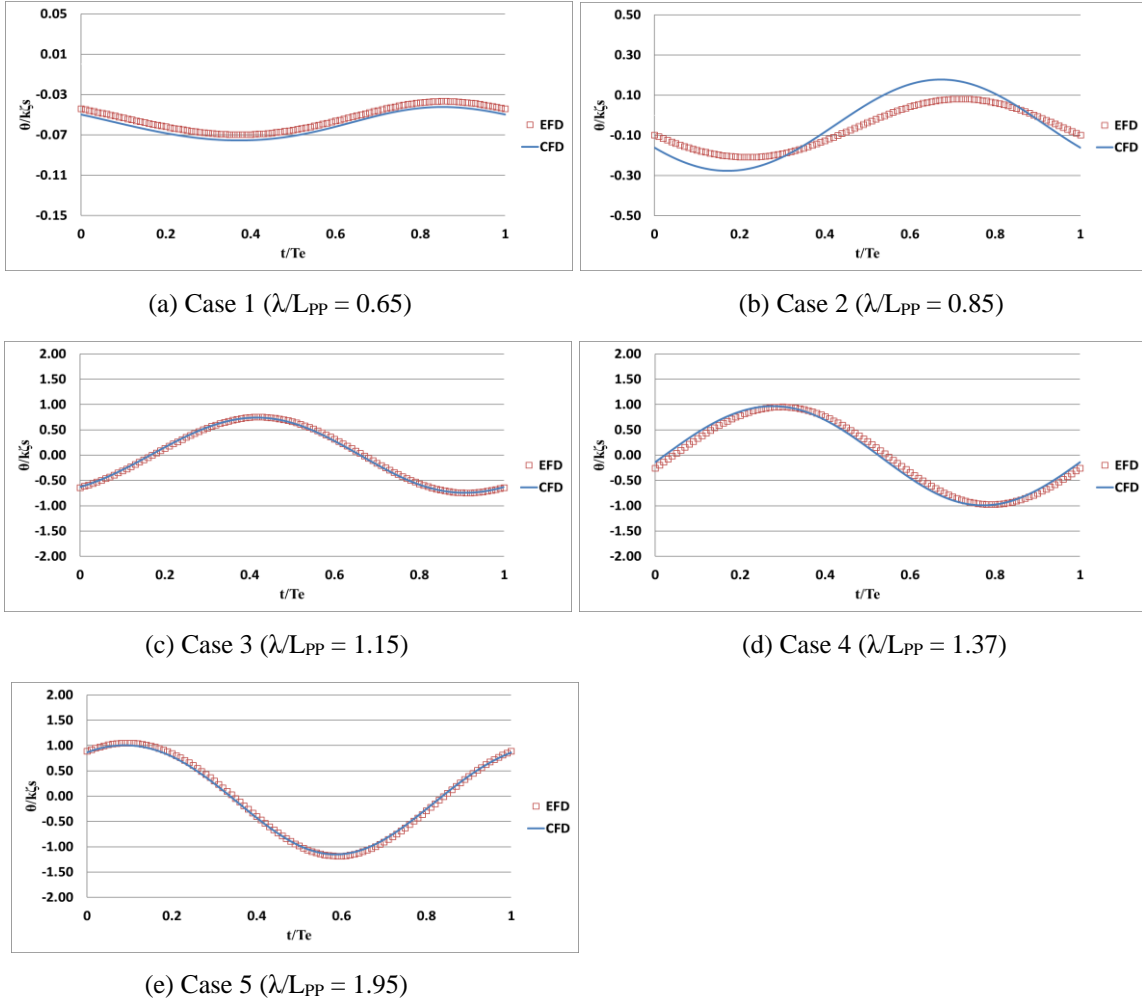 0.05
0.01
-0.03
-0.07
-0.11
-0.15
θ/kζs
0 0.2 0.4 0.6 0.8 1
t/Te
EFD
CFD
(a) Case 1 (λ/LPP = 0.65)
0.50
0.30
0.10
-0.10
-0.30
-0.50
θ/kζs
0 0.2 0.4 0.6 0.8 1
t/Te
EFD
CFD
(b) Case 2 (λ/LPP = 0.85)
2.00
1.50
1.00
0.50
0.00
-0.50
-1.00
-1.50
-2.00
θ/kζs
0 0.2 0.4 0.6 0.8 1
t/Te
EFD
CFD
(c) Case 3 (λ/LPP = 1.15)
2.00
1.50
1.00
0.50
0.00
-0.50
-1.00
-1.50
-2.00
θ/kζs
0 0.2 0.4 0.6 0.8 1
t/Te
EFD
CFD
(d) Case 4 (λ/LPP = 1.37)
2.00
1.50
1.00
0.50
0.00
-0.50
-1.00
-1.50
-2.00
θ/kζs
0 0.2 0.4 0.6 0.8 1
t/Te
EFD
CFD
(e) Case 5 (λ/LPP = 1.95)